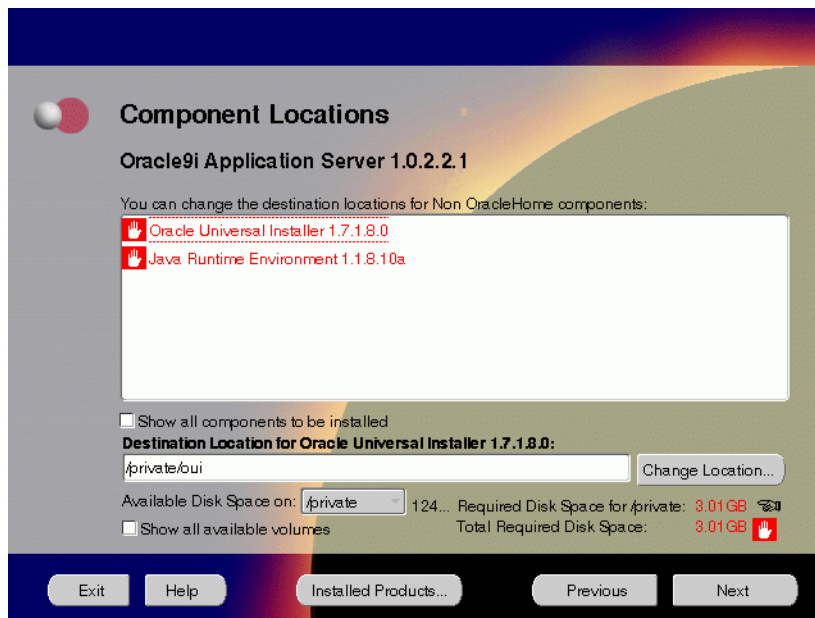 Component Locations
Oracle9i Application Server 1.0.2.2.1
You can change the destination locations for Non OracleHome components:
Oracle Universal Installer 1.7.1.8.0
Java Runtime Environment 1.1.8.10a
Show all components to be installed
Destination Location for Oracle Universal Installer 1.7.1.8.0:
/private/oui
Change Location...
Available Disk Space on: /private 124... Required Disk Space for /private: 3.01GB
Show all available volumes Total Required Disk Space: 3.01GB
Exit Help Installed Products... Previous Next